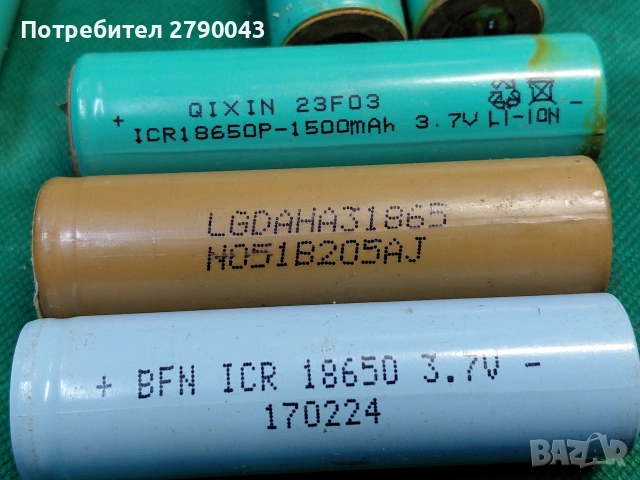 Потребител 2790043
QIXIN 23F03
+ ICR18650P-1500mAh 3.7V LI-ION -
LGDAHA31865
N051B205AJ
+ BFN ICR 18650 3.7V -
170224
BAZAR